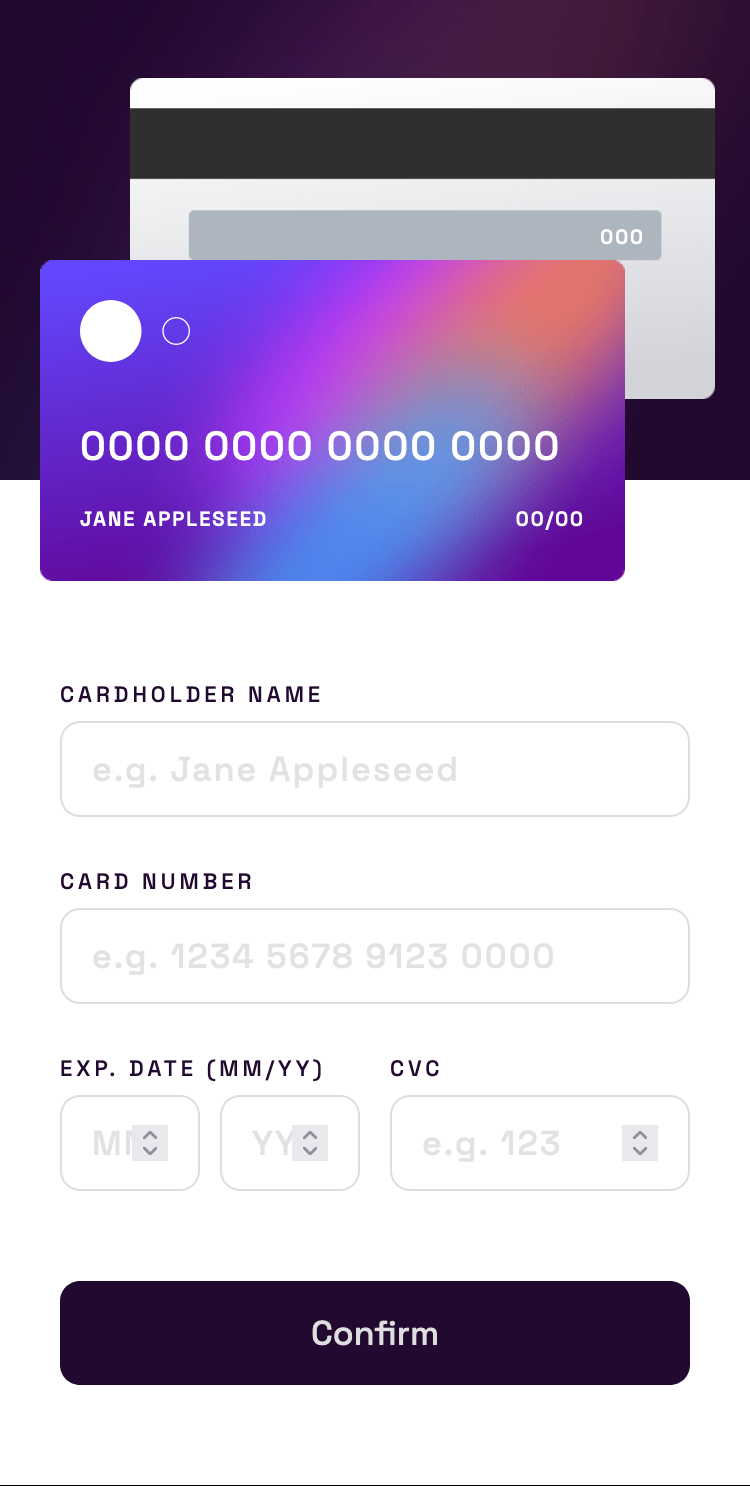 000
0000 0000 0000 0000
JANE APPLESEED 00/00
CARDHOLDER NAME
e.g. Jane Appleseed
CARD NUMBER
e.g. 1234 5678 9123 0000
EXP. DATE (MM/YY) CVC
MM YY e.g. 123
Confirm